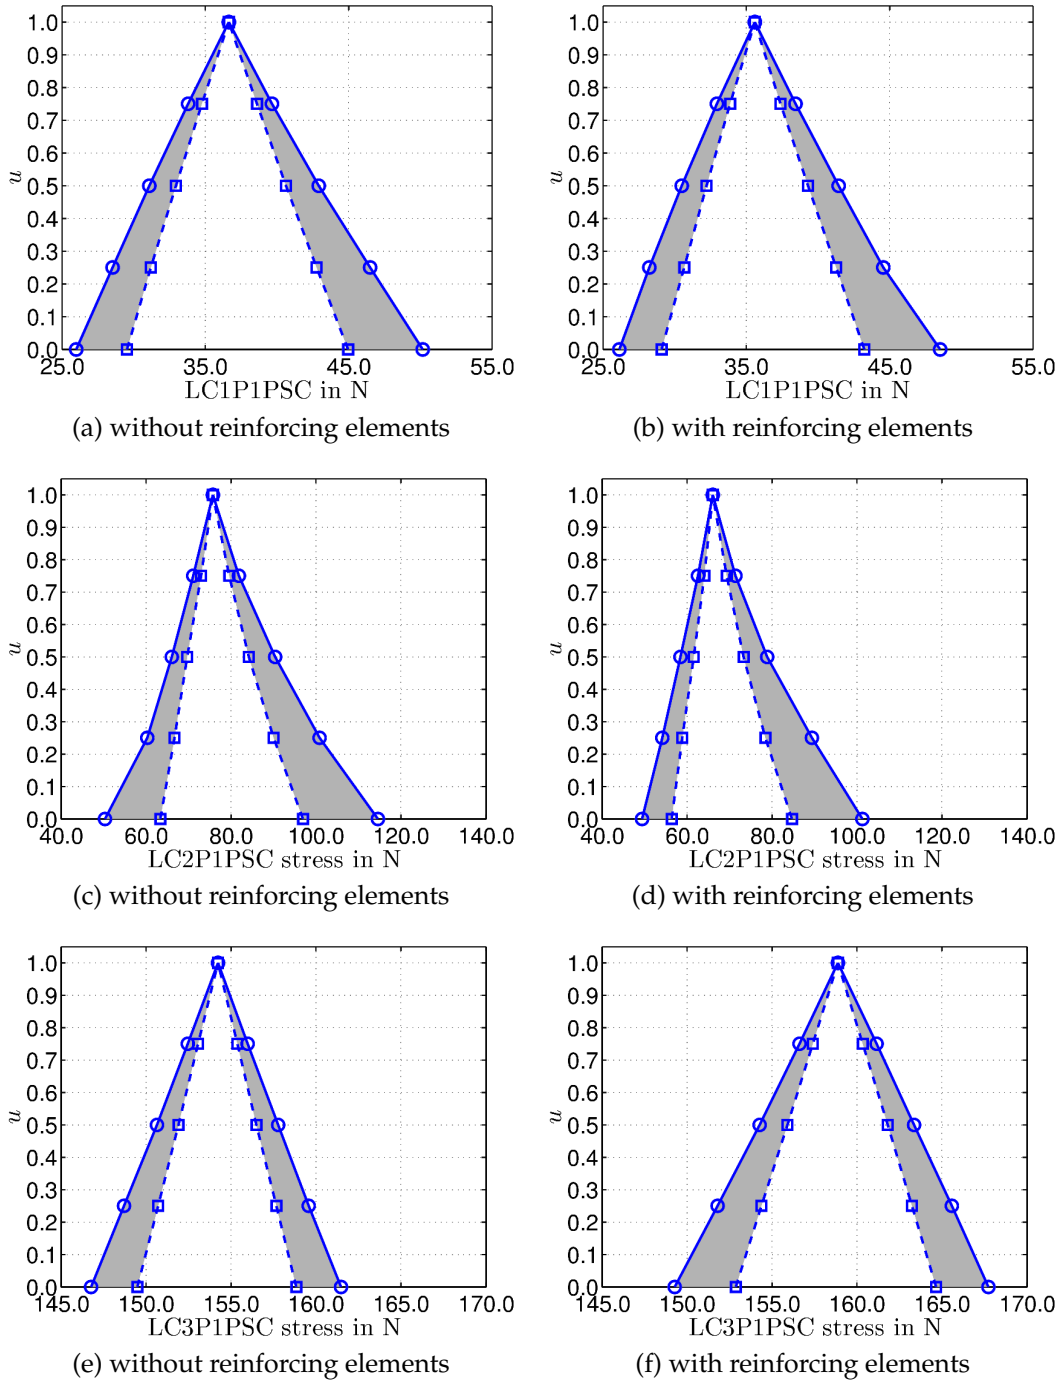 1.0 1.0
0.9 0.9
0.8 0.8
0.7 0.7
0.6 0.6
u 0.5 u 0.5
0.4 0.4
0.3 0.3
0.2 0.2
0.1 0.1
0.0 0.0
25.0 35.0 45.0 55.0 25.0 35.0 45.0 55.0
LC1P1PSC in N LC1P1PSC in N
(a) without reinforcing elements (b) with reinforcing elements
1.0 1.0
0.9 0.9
0.8 0.8
0.7 0.7
0.6 0.6
u 0.5 u 0.5
0.4 0.4
0.3 0.3
0.2 0.2
0.1 0.1
0.0 0.0
40.0 60.0 80.0 100.0 120.0 140.0 40.0 60.0 80.0 100.0 120.0 140.0
LC2P1PSC stress in N LC2P1PSC stress in N
(c) without reinforcing elements (d) with reinforcing elements
1.0 1.0
0.9 0.9
0.8 0.8
0.7 0.7
0.6 0.6
u 0.5 u 0.5
0.4 0.4
0.3 0.3
0.2 0.2
0.1 0.1
0.0 0.0
145.0 150.0 155.0 160.0 165.0 170.0 145.0 150.0 155.0 160.0 165.0 170.0
LC3P1PSC stress in N LC3P1PSC stress in N
(e) without reinforcing elements (f) with reinforcing elements